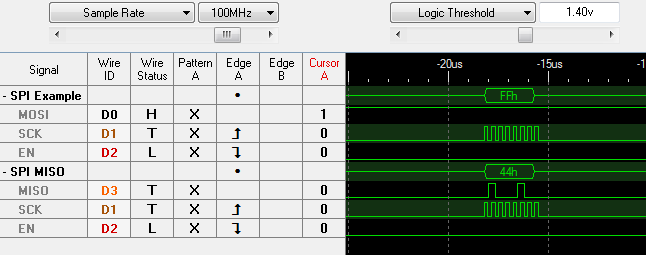 Sample Rate 100MHz Logic Threshold 1.40v
Signal Wire ID Wire Status Pattern A Edge A Edge B Cursor A -20us -15us -1
- SPI Example FFh
MOSI D0 H X 1
SCK D1 T X 0
EN D2 L X 0
- SPI MISO 44h
MISO D3 T X 0
SCK D1 T X 0
EN D2 L X 0